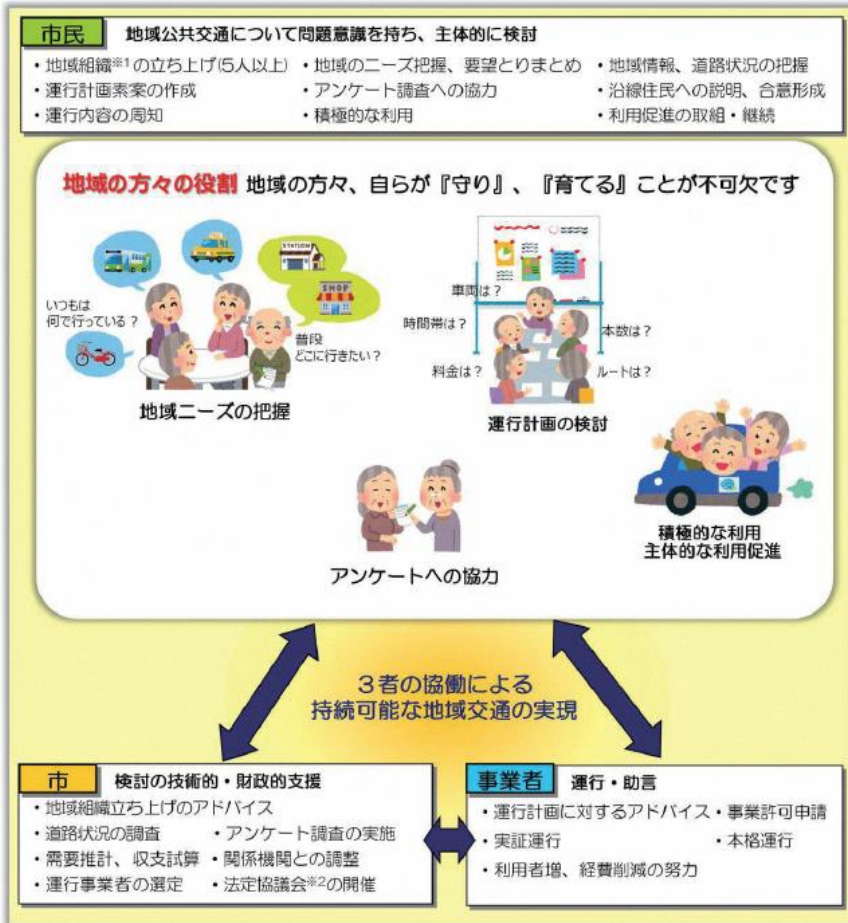 市民 地域公共交通について問題意識を持ち、主体的に検討
・地域組織※1の立ち上げ(5人以上) ・地域のニーズ把握、要望とりまとめ ・地域情報、道路状況の把握
・運行計画素案の作成 ・アンケート調査への協力 ・沿線住民への説明、合意形成
・運行内容の周知 ・積極的な利用 ・利用促進の取組・継続
地域の方々の役割 地域の方々、自らが『守り』、『育てる』ことが不可欠です
STATION
SHOP
いつもは
何で行っている?
普段
どこに行きたい?
地域ニーズの把握
車両は?
時間帯は?
本数は?
料金は?
ルートは?
運行計画の検討
アンケートへの協力
積極的な利用
主体的な利用促進
3者の協働による
持続可能な地域交通の実現
市 検討の技術的・財政的支援
・地域組織立ち上げのアドバイス
・道路状況の調査 ・アンケート調査の実施
・需要推計、収支試算 ・関係機関との調整
・運行事業者の選定 ・法定協議会※2の開催
事業者 運行・助言
・運行計画に対するアドバイス ・事業許可申請
・実証運行 ・本格運行
・利用者増、経費削減の努力